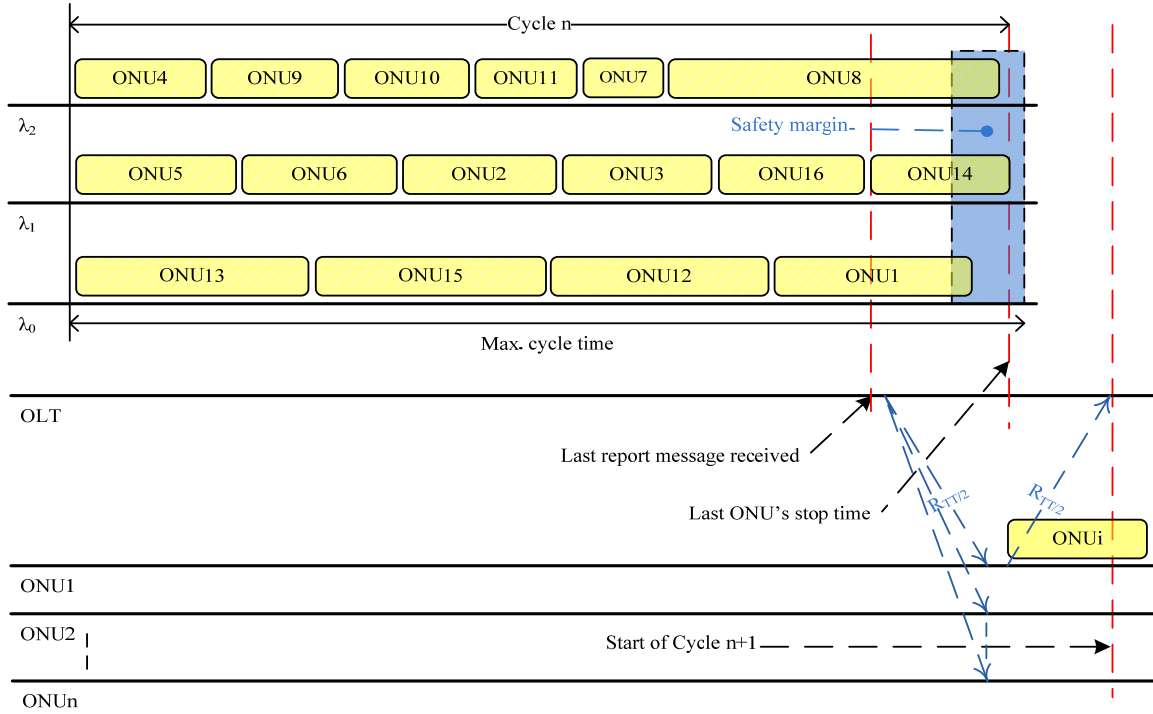 Cycle n
ONU4 ONU9 ONU10 ONU11 ONU7 ONU8
λ2
Safety margin
ONU5 ONU6 ONU2 ONU3 ONU16 ONU14
λ1
ONU13 ONU15 ONU12 ONU1
λ0
Max. cycle time
OLT
Last report message received
Last ONU's stop time
RTT/2
RTT/2
ONUi
ONU1
ONU2
Start of Cycle n+1
ONUn